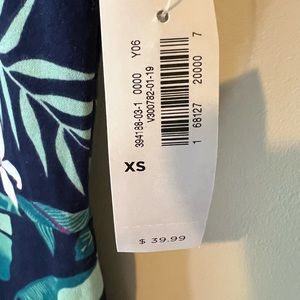 394188-03-1 0000 Y06
V300782-01-19
1 68127 20000 7
XS
$ 39.99